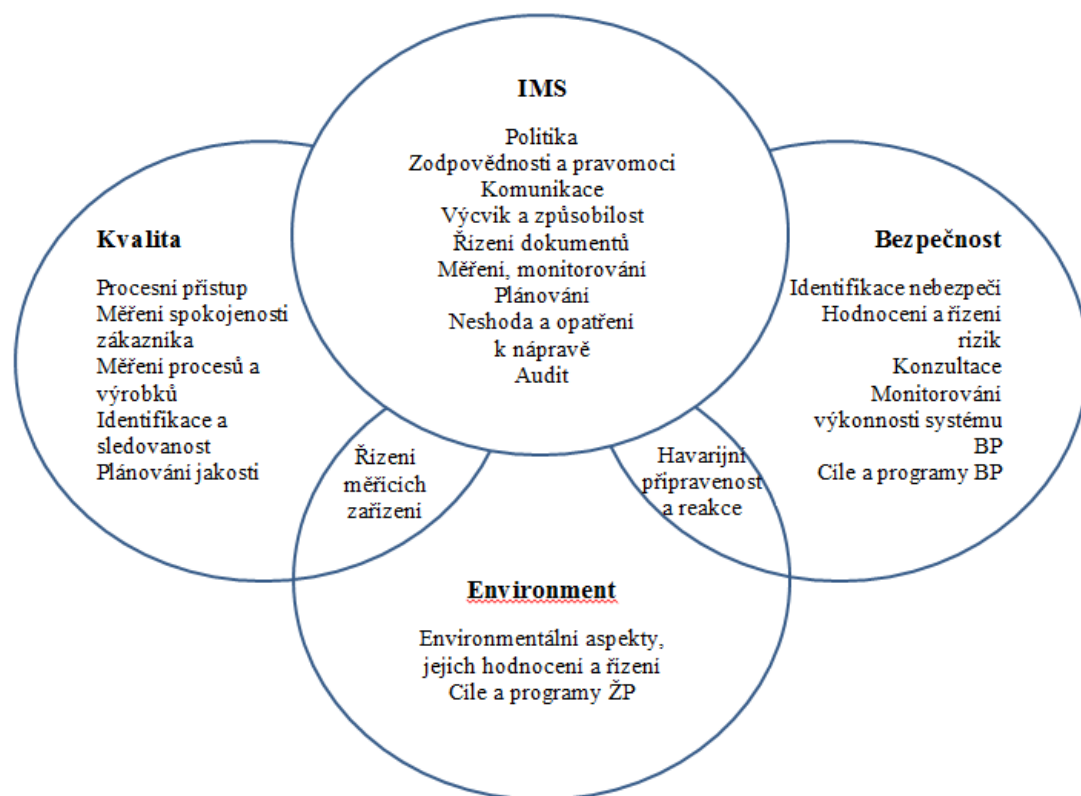 IMS
Politika
Zodpovědnosti a pravomoci
Komunikace
Výcvik a způsobilost
Řízení dokumentů
Měření, monitorování
Plánování
Neshoda a opatření
k nápravě
Audit
Kvalita
Procesní přístup
Měření spokojenosti
zákazníka
Měření procesů a
výrobků
Identifikace a
sledovanost
Plánování jakosti
Bezpečnost
Identifikace nebezpečí
Hodnocení a řízení
rizik
Konzultace
Monitorování
výkonnosti systému
BP
Cíle a programy BP
Řízení
měřicích
zařízení
Havarijní
připravenost
a reakce
Environment
Environmentální aspekty,
jejich hodnocení a řízení
Cíle a programy ŽP